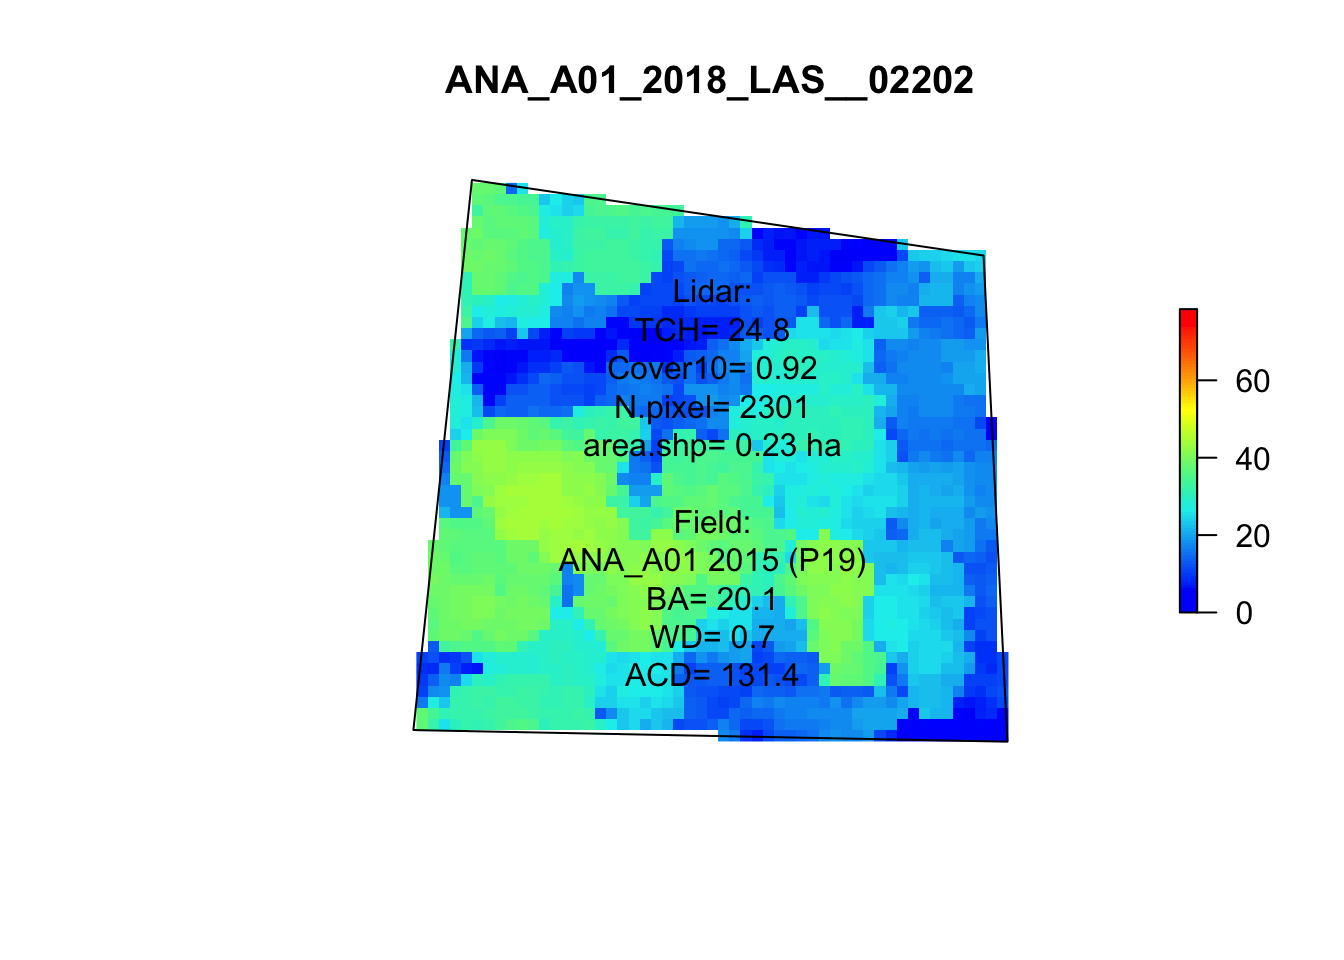 ANA_A01_2018_LAS__02202
Lidar:
TCH= 24.8
Cover10= 0.92
N.pixel= 2301
area.shp= 0.23 ha
Field:
ANA_A01 2015 (P19)
BA= 20.1
WD= 0.7
ACD= 131.4
60
40
20
0